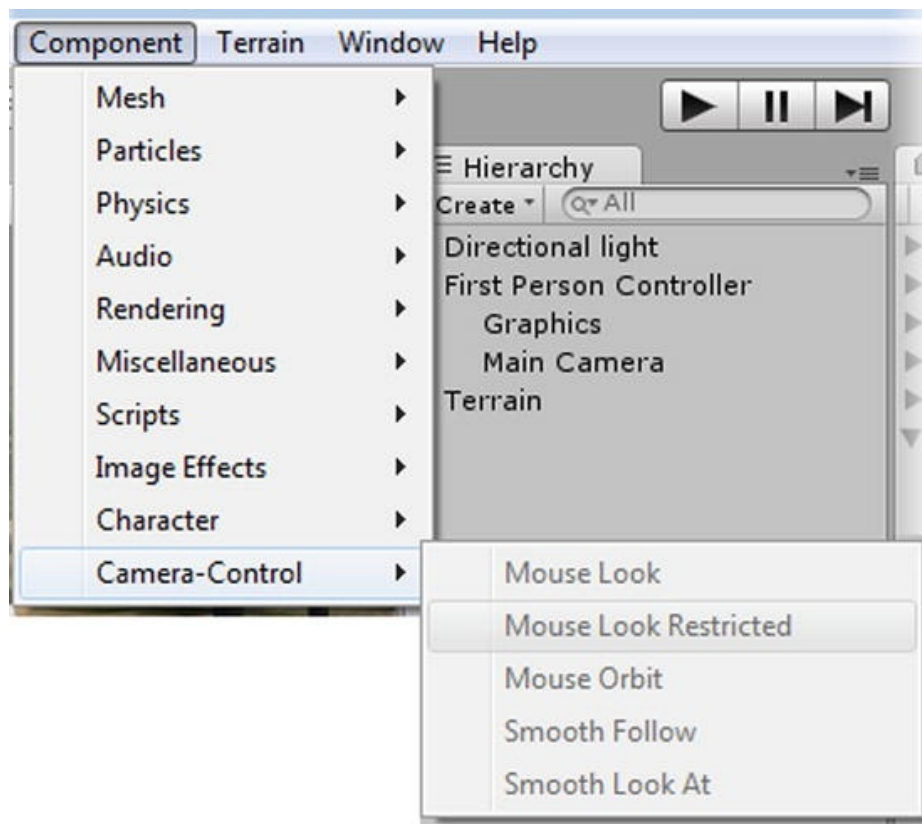 Component Terrain Window Help
Mesh
Particles
Physics
Audio
Rendering
Miscellaneous
Scripts
Image Effects
Character
Camera-Control
Hierarchy
Create All
Directional light
First Person Controller
Graphics
Main Camera
Terrain
Mouse Look
Mouse Look Restricted
Mouse Orbit
Smooth Follow
Smooth Look At